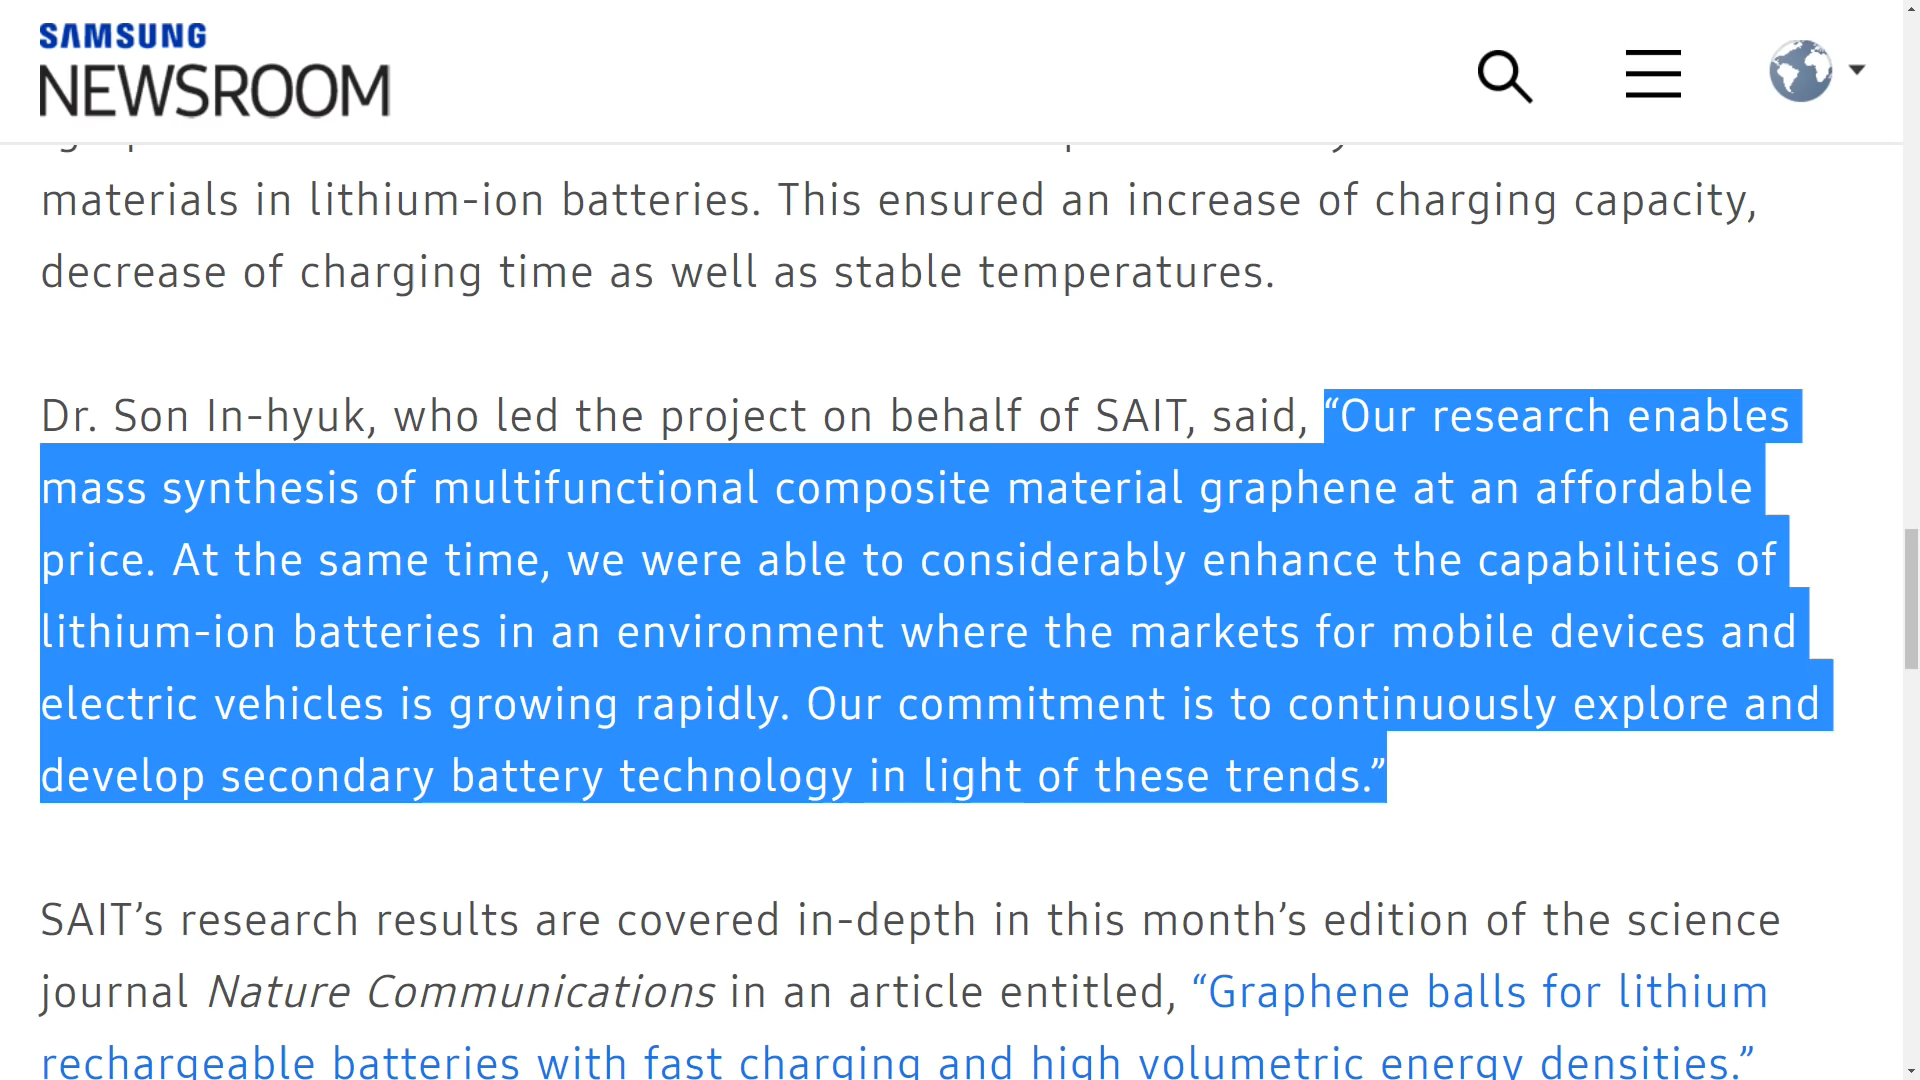 SAMSUNG
NEWSROOM
materials in lithium-ion batteries. This ensured an increase of charging capacity,
decrease of charging time as well as stable temperatures.
Dr. Son In-hyuk, who led the project on behalf of SAIT, said, “Our research enables
mass synthesis of multifunctional composite material graphene at an affordable
price. At the same time, we were able to considerably enhance the capabilities of
lithium-ion batteries in an environment where the markets for mobile devices and
electric vehicles is growing rapidly. Our commitment is to continuously explore and
develop secondary battery technology in light of these trends.”
SAIT’s research results are covered in-depth in this month’s edition of the science
journal Nature Communications in an article entitled, “Graphene balls for lithium
rechargeable batteries with fast charging and high volumetric energy densities.”